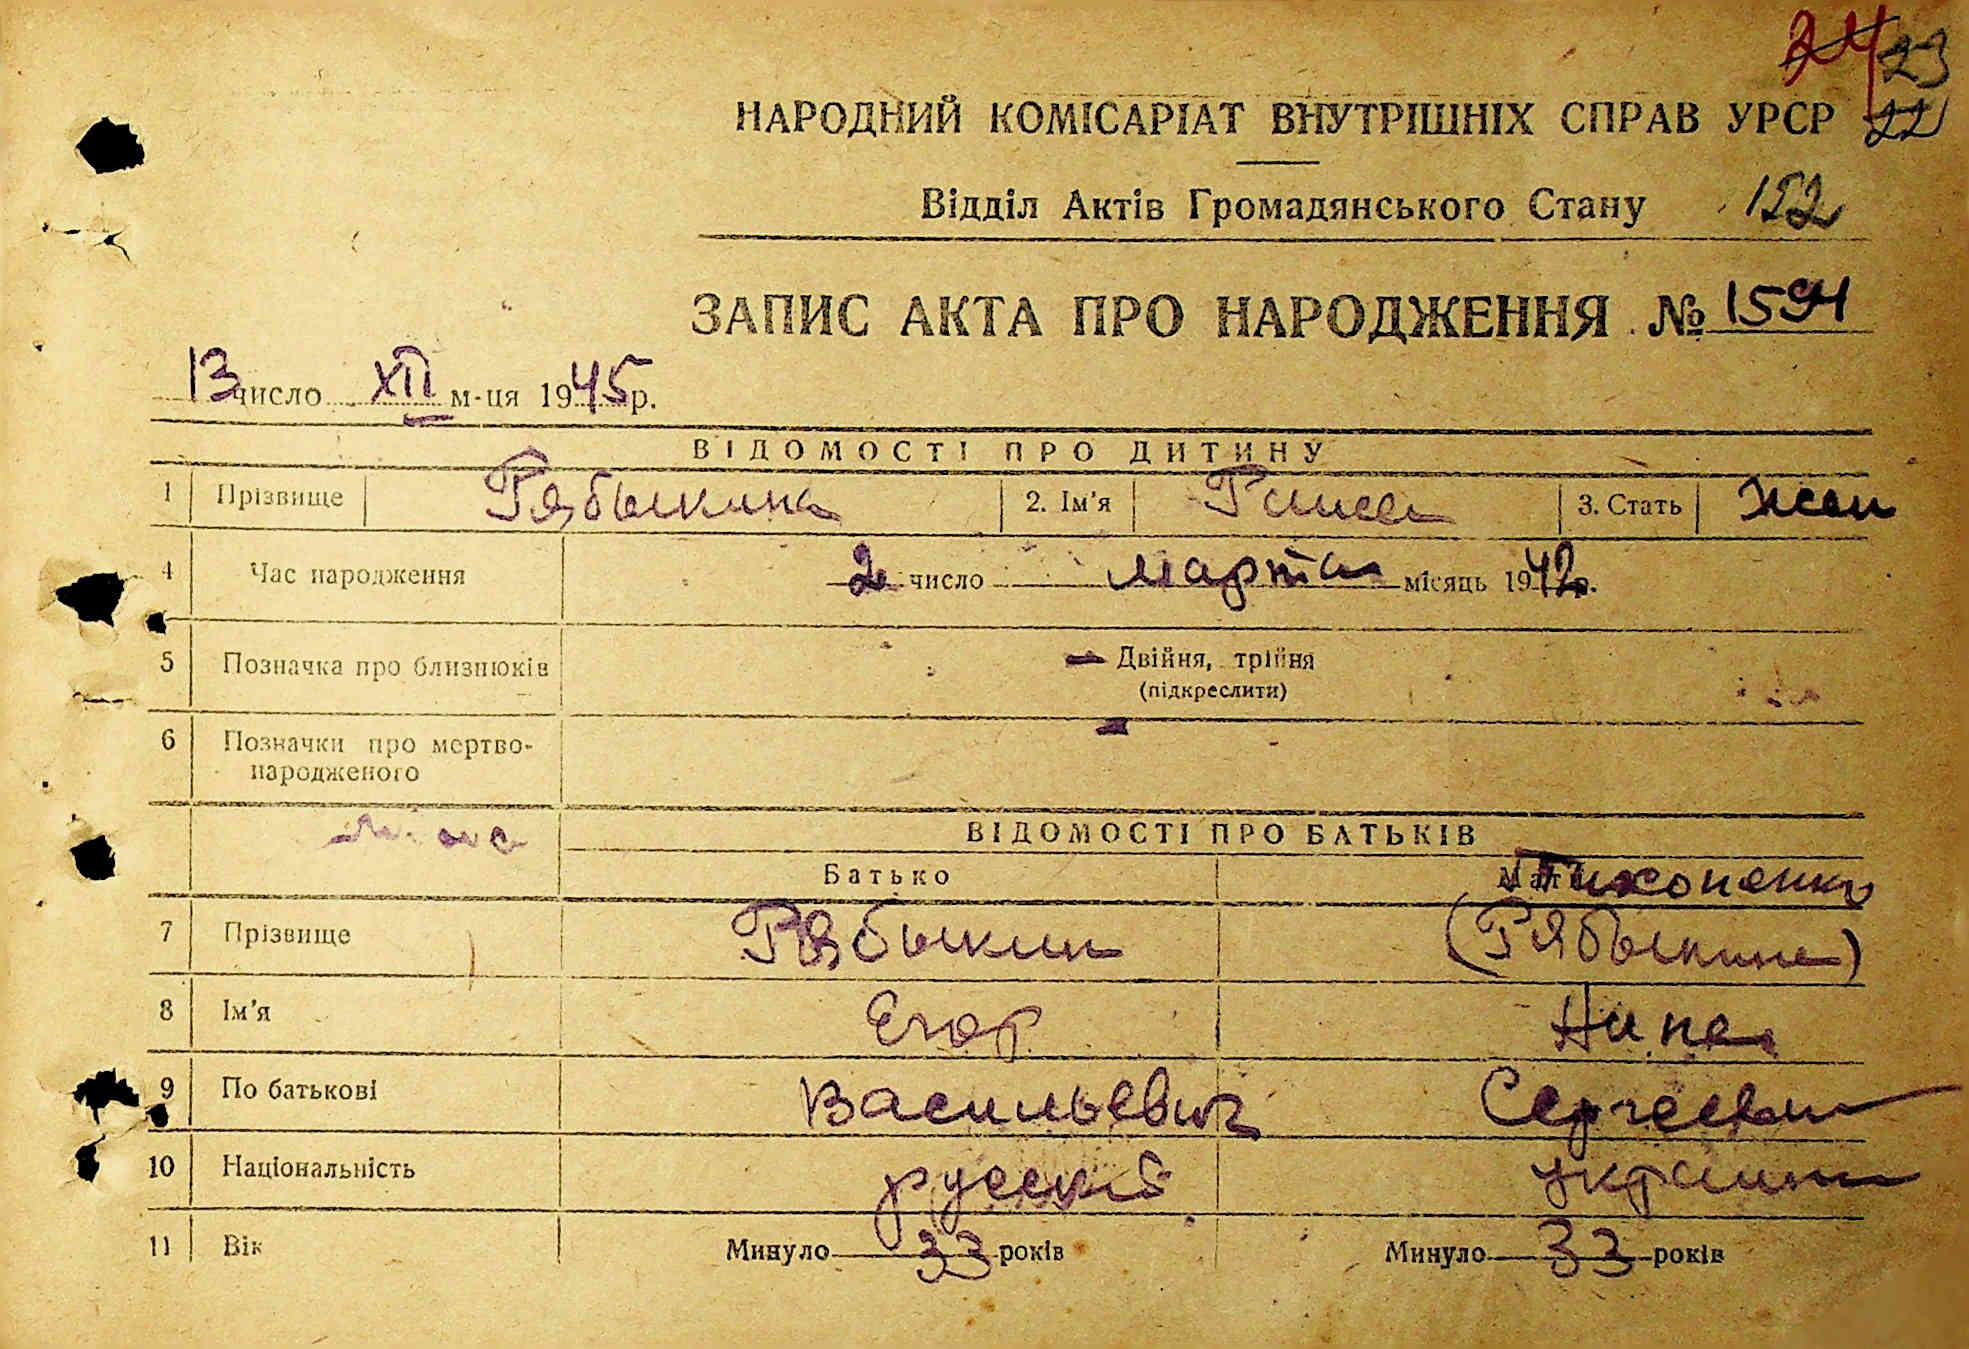 24 23
НАРОДНИЙ КОМІСАРІАТ ВНУТРІШНІХ СПРАВ УРСР 22
Відділ Актів Громадянського Стану 152
ЗАПИС АКТА ПРО НАРОДЖЕННЯ № 1594
13 число XII м-ця 1945 р.
ВІДОМОСТІ ПРО ДИТИНУ
1 Прізвище Рябыкина 2. Ім'я Раиса 3. Стать жен
4 Час народження 2 число марта місяць 1942 р.
5 Позначка про близнюків — Двійня, трійня
(підкреслити)
6 Позначки про мертво-
народженого —
ВІДОМОСТІ ПРО БАТЬКІВ
Батько Мати Тихоненко
7 Прізвище Рябыкин (Рябыкина)
8 Ім'я Егор Нина
9 По батькові Васильевич Сергеевн
10 Національність русский украинк
11 Вік Минуло 33 років Минуло 33 років